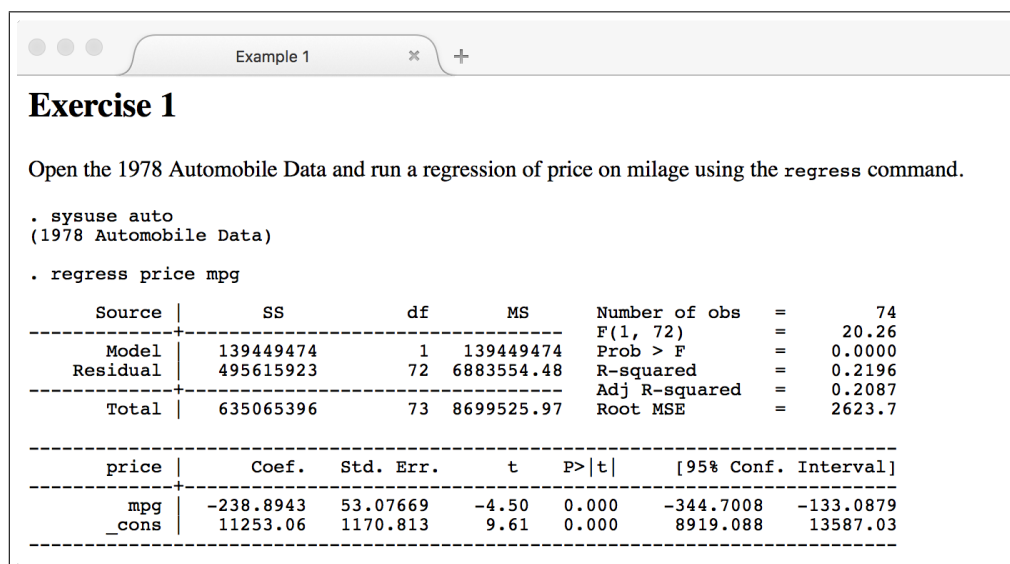 Example 1 × +
Exercise 1
Open the 1978 Automobile Data and run a regression of price on milage using the regress command.
. sysuse auto
(1978 Automobile Data)
. regress price mpg
Source | SS df MS Number of obs = 74
-------------+---------------------------------- F(1, 72) = 20.26
Model | 139449474 1 139449474 Prob > F = 0.0000
Residual | 495615923 72 6883554.48 R-squared = 0.2196
-------------+---------------------------------- Adj R-squared = 0.2087
Total | 635065396 73 8699525.97 Root MSE = 2623.7
------------------------------------------------------------------------------
price | Coef. Std. Err. t P>|t| [95% Conf. Interval]
-------------+----------------------------------------------------------------
mpg | -238.8943 53.07669 -4.50 0.000 -344.7008 -133.0879
_cons | 11253.06 1170.813 9.61 0.000 8919.088 13587.03
------------------------------------------------------------------------------